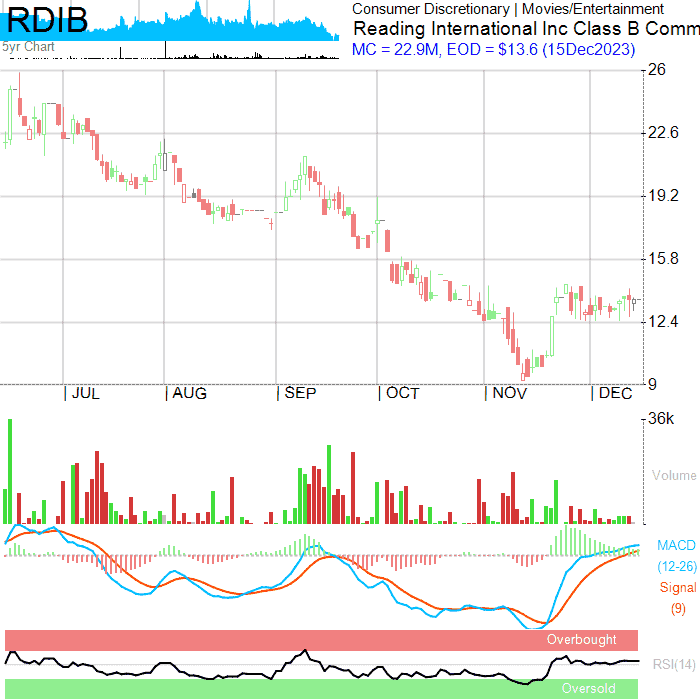 RDIB
5yr Chart
Consumer Discretionary | Movies/Entertainment
Reading International Inc Class B Comm
MC = 22.9M, EOD = $13.6 (15Dec2023)
26
22.6
19.2
15.8
12.4
9
JUL AUG SEP OCT NOV DEC
36k
Volume
MACD
(12-26)
Signal
(9)
Overbought
RSI(14)
Oversold